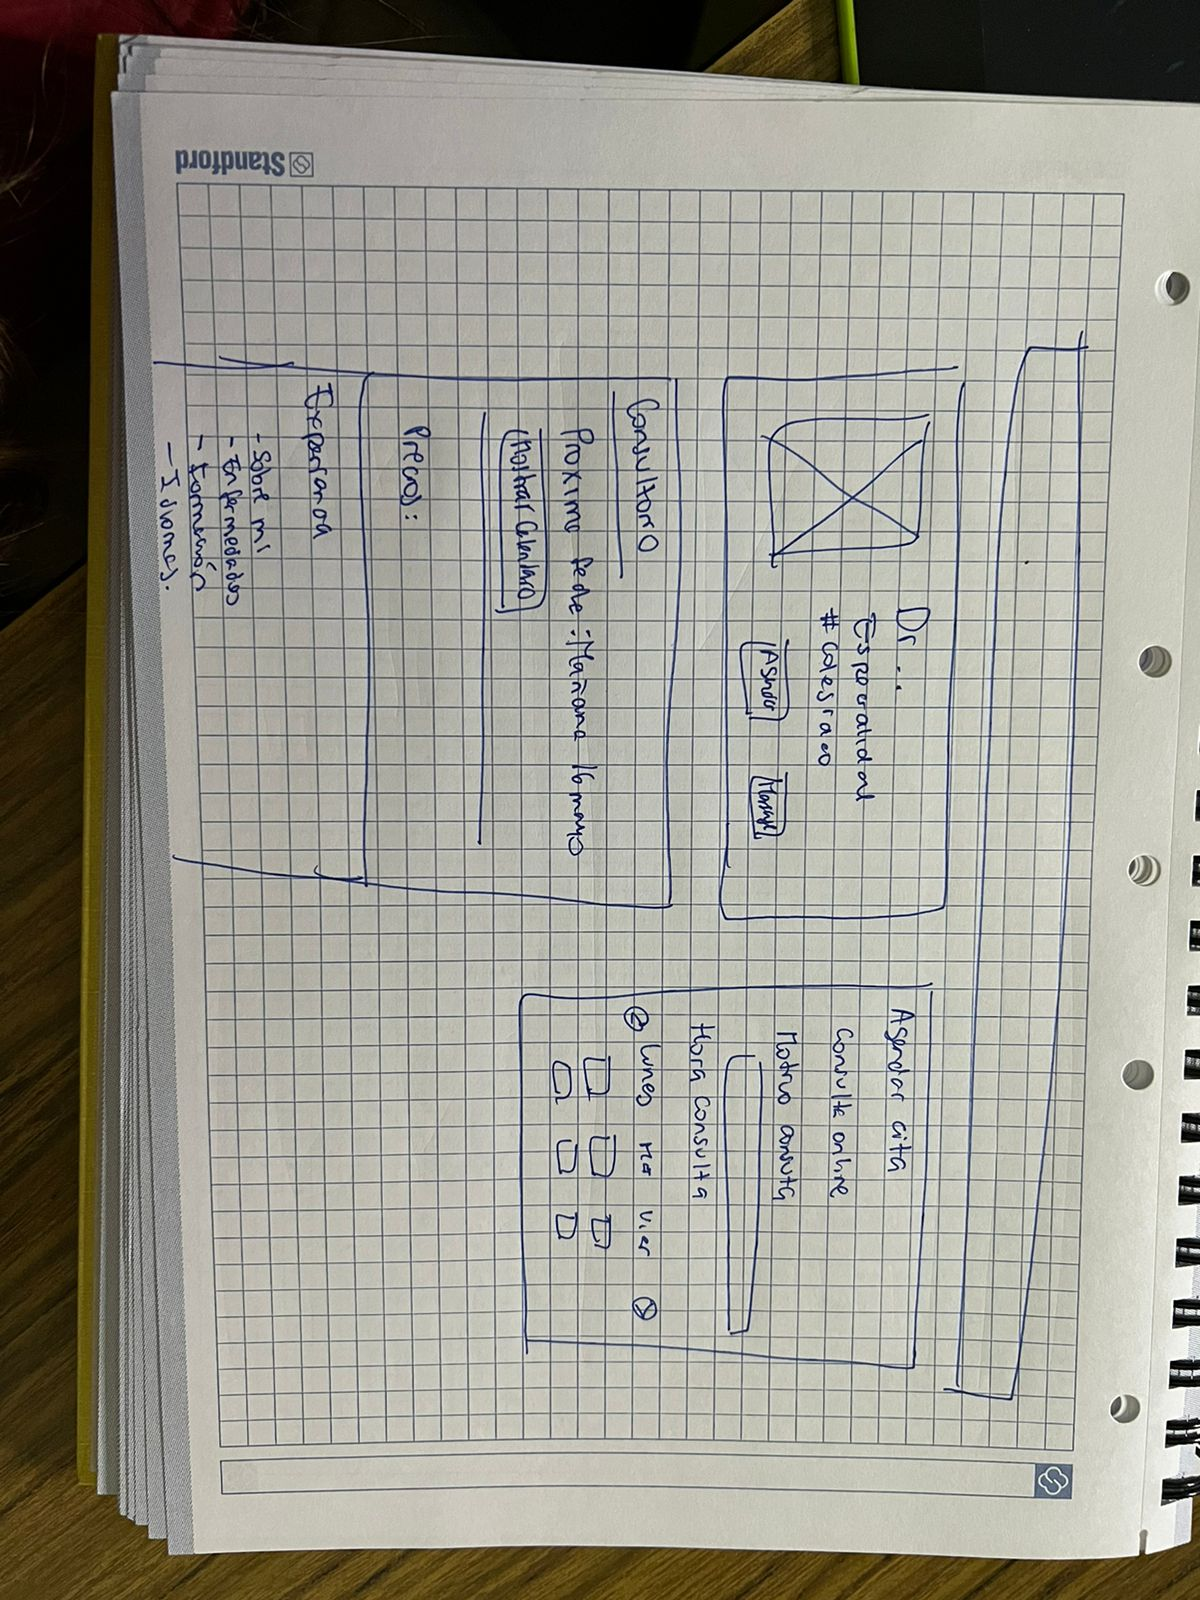 Standford
Dr...
Especialidad
# colegiado
Agendar
Mensaje
Consultorio
Proximo fecha : Mañana 16 mayo
Mostrar Calendario
Precios :
Experiencia
- Sobre mi
- Enfermedades
- Formación
- Idiomas.
Agendar cita
Consulta online
Motivo consulta
Hora consulta
lunes Mar Vier